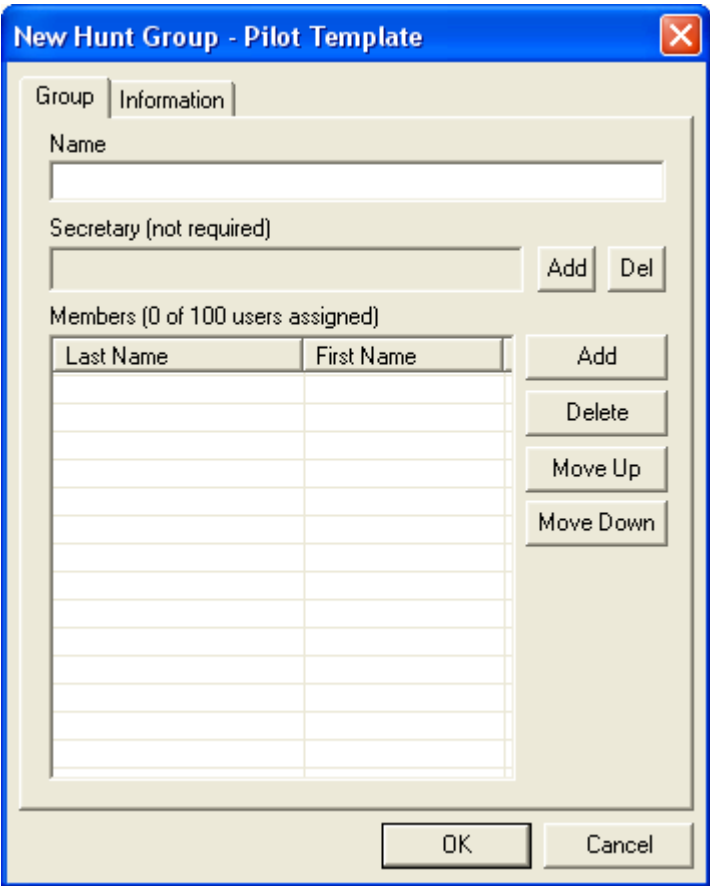 New Hunt Group - Pilot Template
Group Information
Name
Secretary (not required)
Add Del
Members (0 of 100 users assigned)
Last Name First Name Add
Delete
Move Up
Move Down
OK Cancel